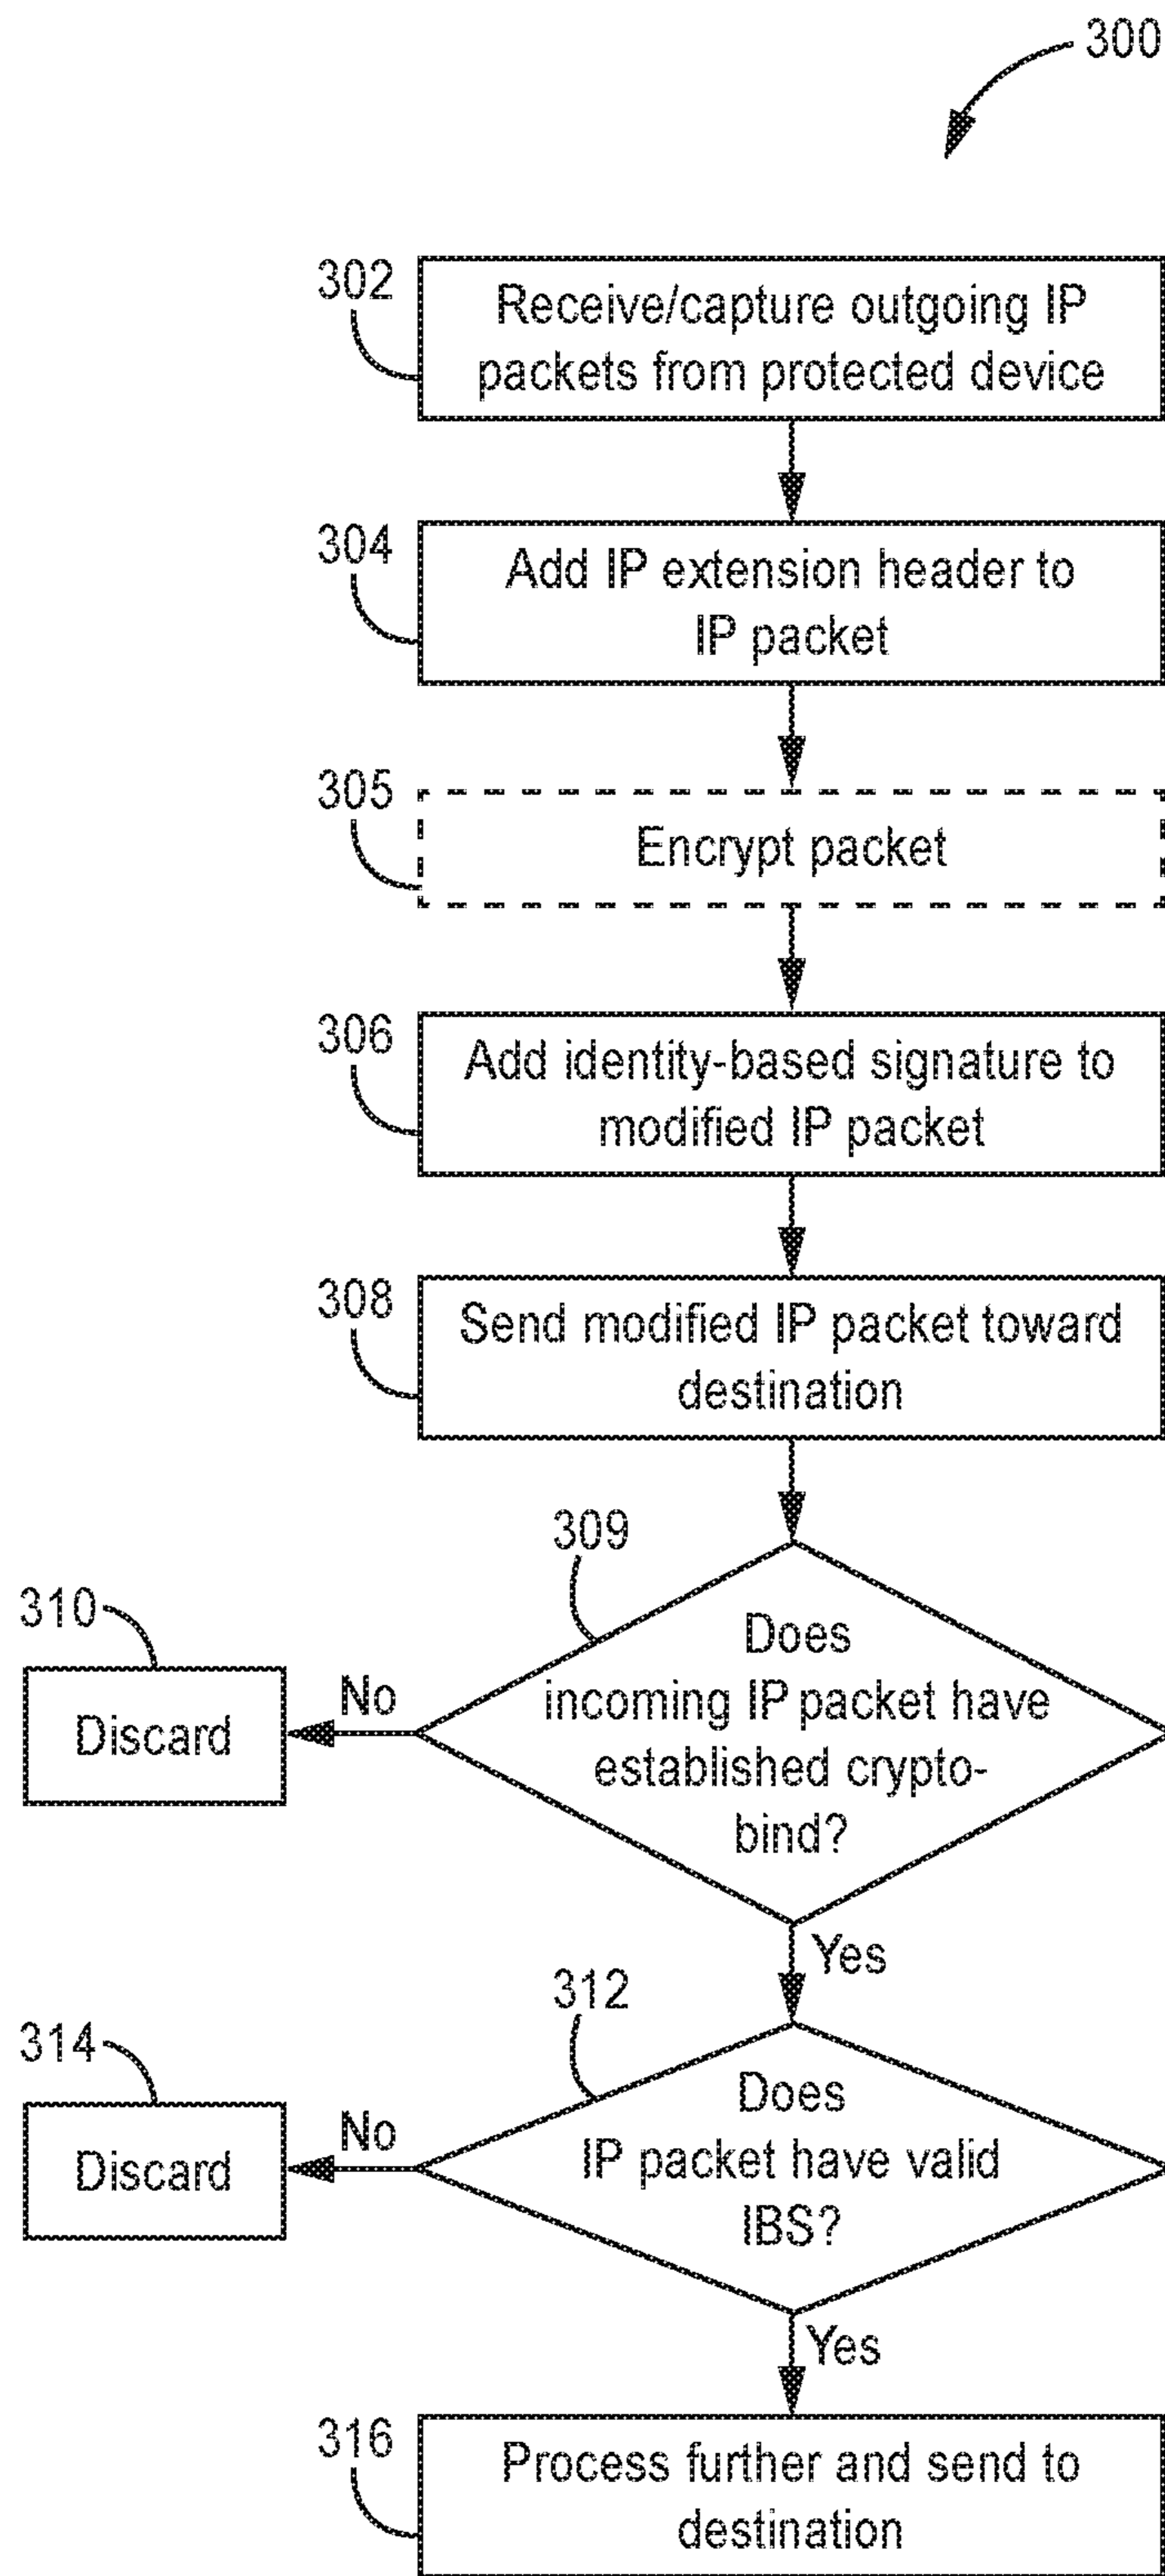 300
302
Receive/capture outgoing IP
packets from protected device
304
Add IP extension header to
IP packet
305
Encrypt packet
306
Add identity-based signature to
modified IP packet
308
Send modified IP packet toward
destination
309
Does
incoming IP packet have
established crypto-
bind?
310
No
Discard
Yes
312
Does
IP packet have valid
IBS?
314
No
Discard
Yes
316
Process further and send to
destination